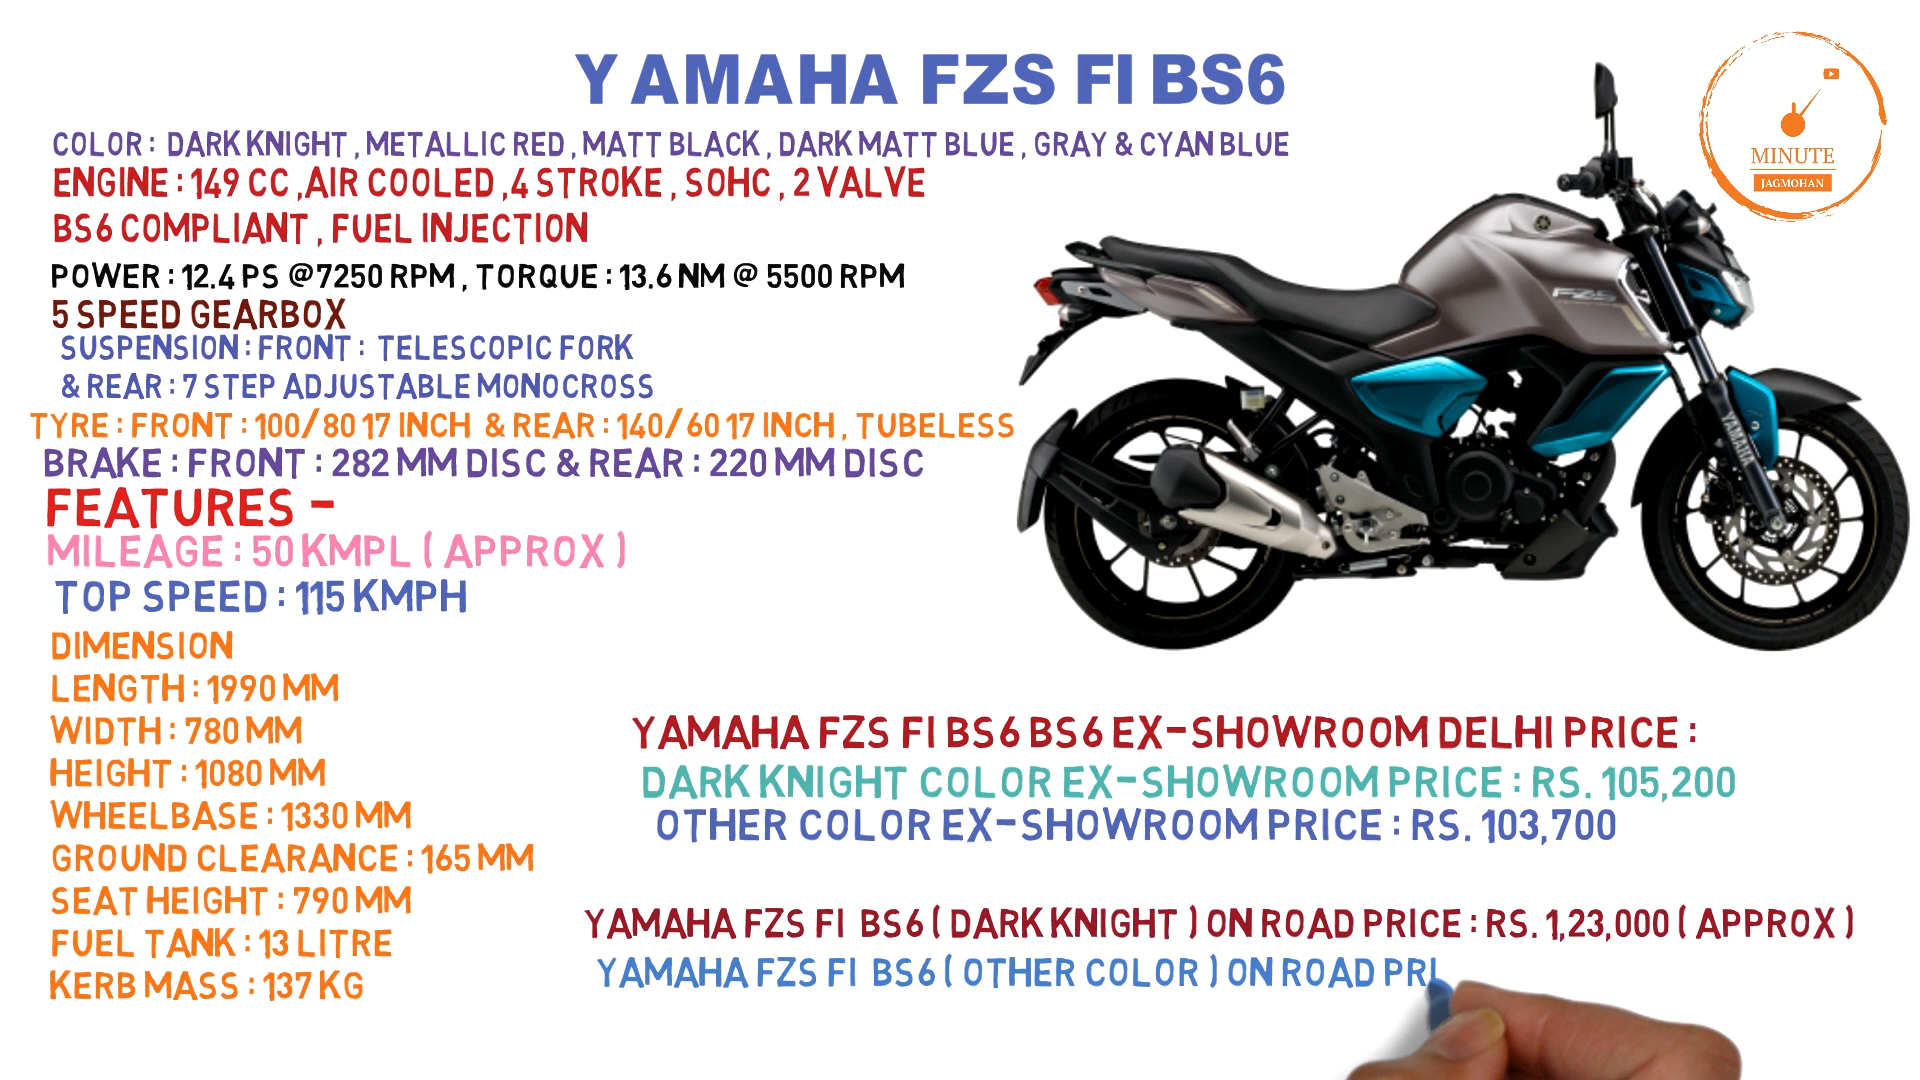 YAMAHA FZS FI BS6
COLOR : DARK KNIGHT , METALLIC RED , MATT BLACK , DARK MATT BLUE , GRAY & CYAN BLUE
ENGINE : 149 CC ,AIR COOLED ,4 STROKE , SOHC , 2 VALVE
BS6 COMPLIANT , FUEL INJECTION
POWER : 12.4 PS @7250 RPM , TORQUE : 13.6 NM @ 5500 RPM
5 SPEED GEARBOX
SUSPENSION : FRONT : TELESCOPIC FORK
& REAR : 7 STEP ADJUSTABLE MONOCROSS
TYRE : FRONT : 100/80 17 INCH & REAR : 140/60 17 INCH , TUBELESS
BRAKE : FRONT : 282 MM DISC & REAR : 220 MM DISC
FEATURES -
MILEAGE : 50 KMPL ( APPROX )
TOP SPEED : 115 KMPH
DIMENSION
LENGTH : 1990 MM
WIDTH : 780 MM
HEIGHT : 1080 MM
WHEELBASE : 1330 MM
GROUND CLEARANCE : 165 MM
SEAT HEIGHT : 790 MM
FUEL TANK : 13 LITRE
KERB MASS : 137 KG
MINUTE
JAGMOHAN
FZS
YAMAHA
YAMAHA FZS FI BS6 BS6 EX-SHOWROOM DELHI PRICE :
DARK KNIGHT COLOR EX-SHOWROOM PRICE : RS. 105,200
OTHER COLOR EX-SHOWROOM PRICE : RS. 103,700
YAMAHA FZS FI BS6 ( DARK KNIGHT ) ON ROAD PRICE : RS. 1,23,000 ( APPROX )
YAMAHA FZS FI BS6 ( OTHER COLOR ) ON ROAD PRI